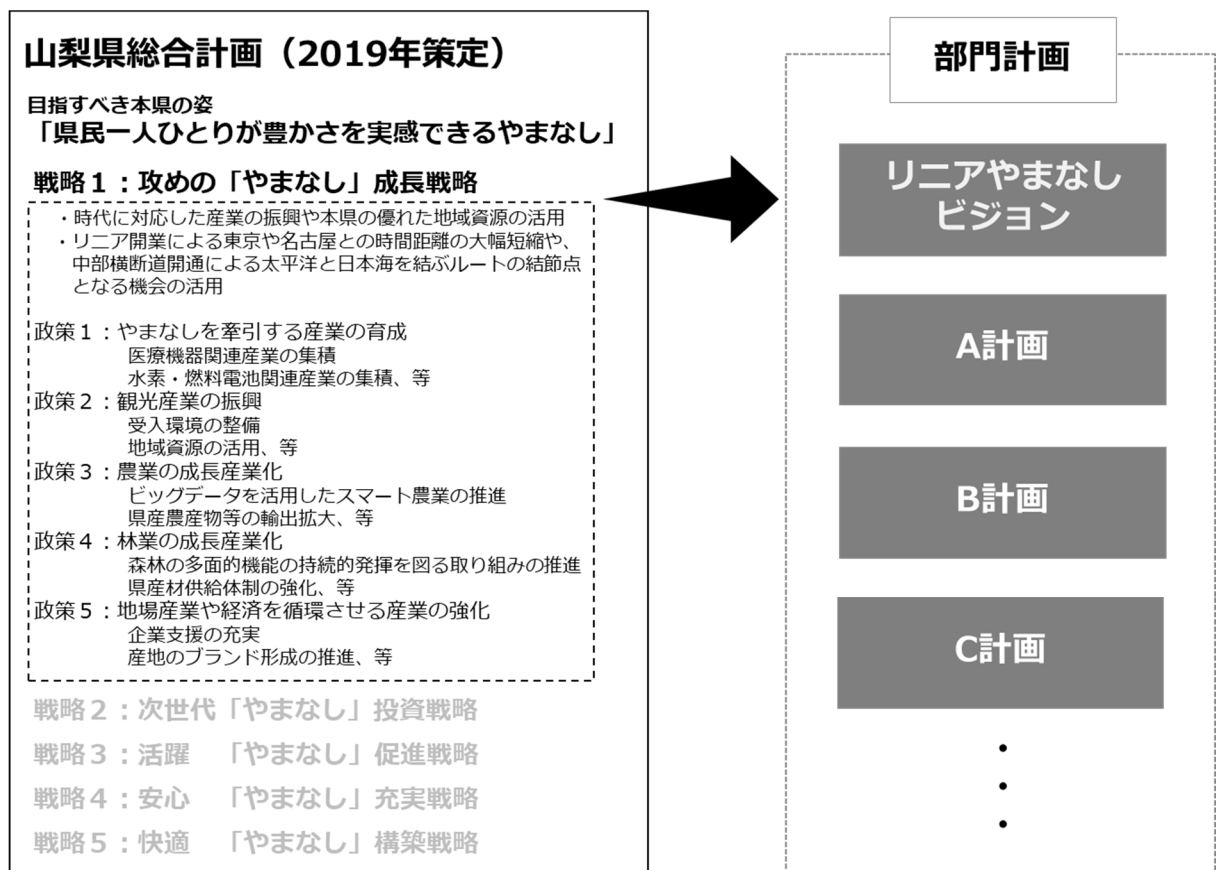 山梨県総合計画（2019年策定）
目指すべき本県の姿
「県民一人ひとりが豊かさを実感できるやまなし」
戦略１：攻めの「やまなし」成長戦略
・時代に対応した産業の振興や本県の優れた地域資源の活用
・リニア開業による東京や名古屋との時間距離の大幅短縮や、
中部横断道開通による太平洋と日本海を結ぶルートの結節点
となる機会の活用
政策１：やまなしを牽引する産業の育成
医療機器関連産業の集積
水素・燃料電池関連産業の集積、等
政策２：観光産業の振興
受入環境の整備
地域資源の活用、等
政策３：農業の成長産業化
ビッグデータを活用したスマート農業の推進
県産農産物等の輸出拡大、等
政策４：林業の成長産業化
森林の多面的機能の持続的発揮を図る取り組みの推進
県産材供給体制の強化、等
政策５：地場産業や経済を循環させる産業の強化
企業支援の充実
産地のブランド形成の推進、等
戦略２：次世代「やまなし」投資戦略
戦略３：活躍　「やまなし」促進戦略
戦略４：安心　「やまなし」充実戦略
戦略５：快適　「やまなし」構築戦略
部門計画
リニアやまなし
ビジョン
A計画
B計画
C計画
・
・
・